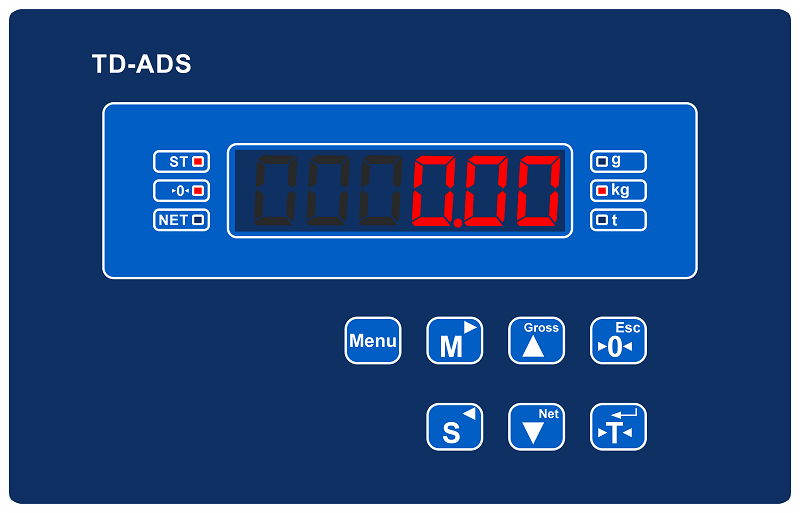 TD-ADS
ST
▸0◂
NET
0.00
g
kg
t
Menu
M
Gross
Esc
▸0◂
S
Net
▸T◂